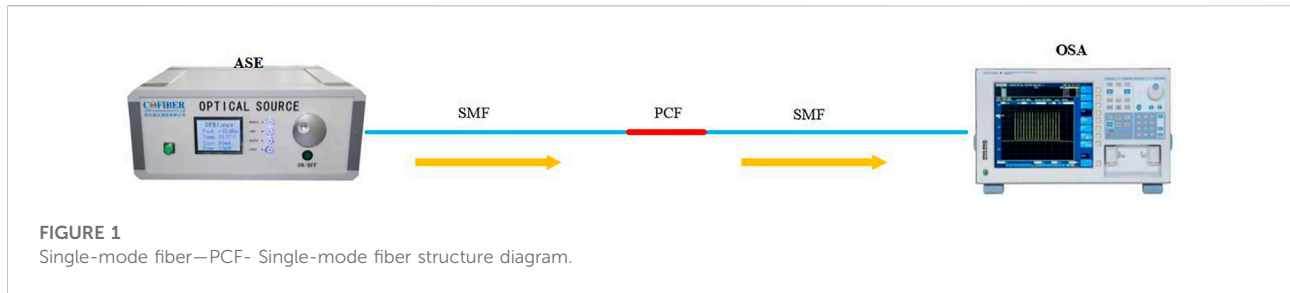 ASE
OSA
COFIBER
OPTICAL SOURCE
DFBLaser
ON/OFF
SMF
PCF
SMF
FIGURE 1
Single-mode fiber—PCF- Single-mode fiber structure diagram.